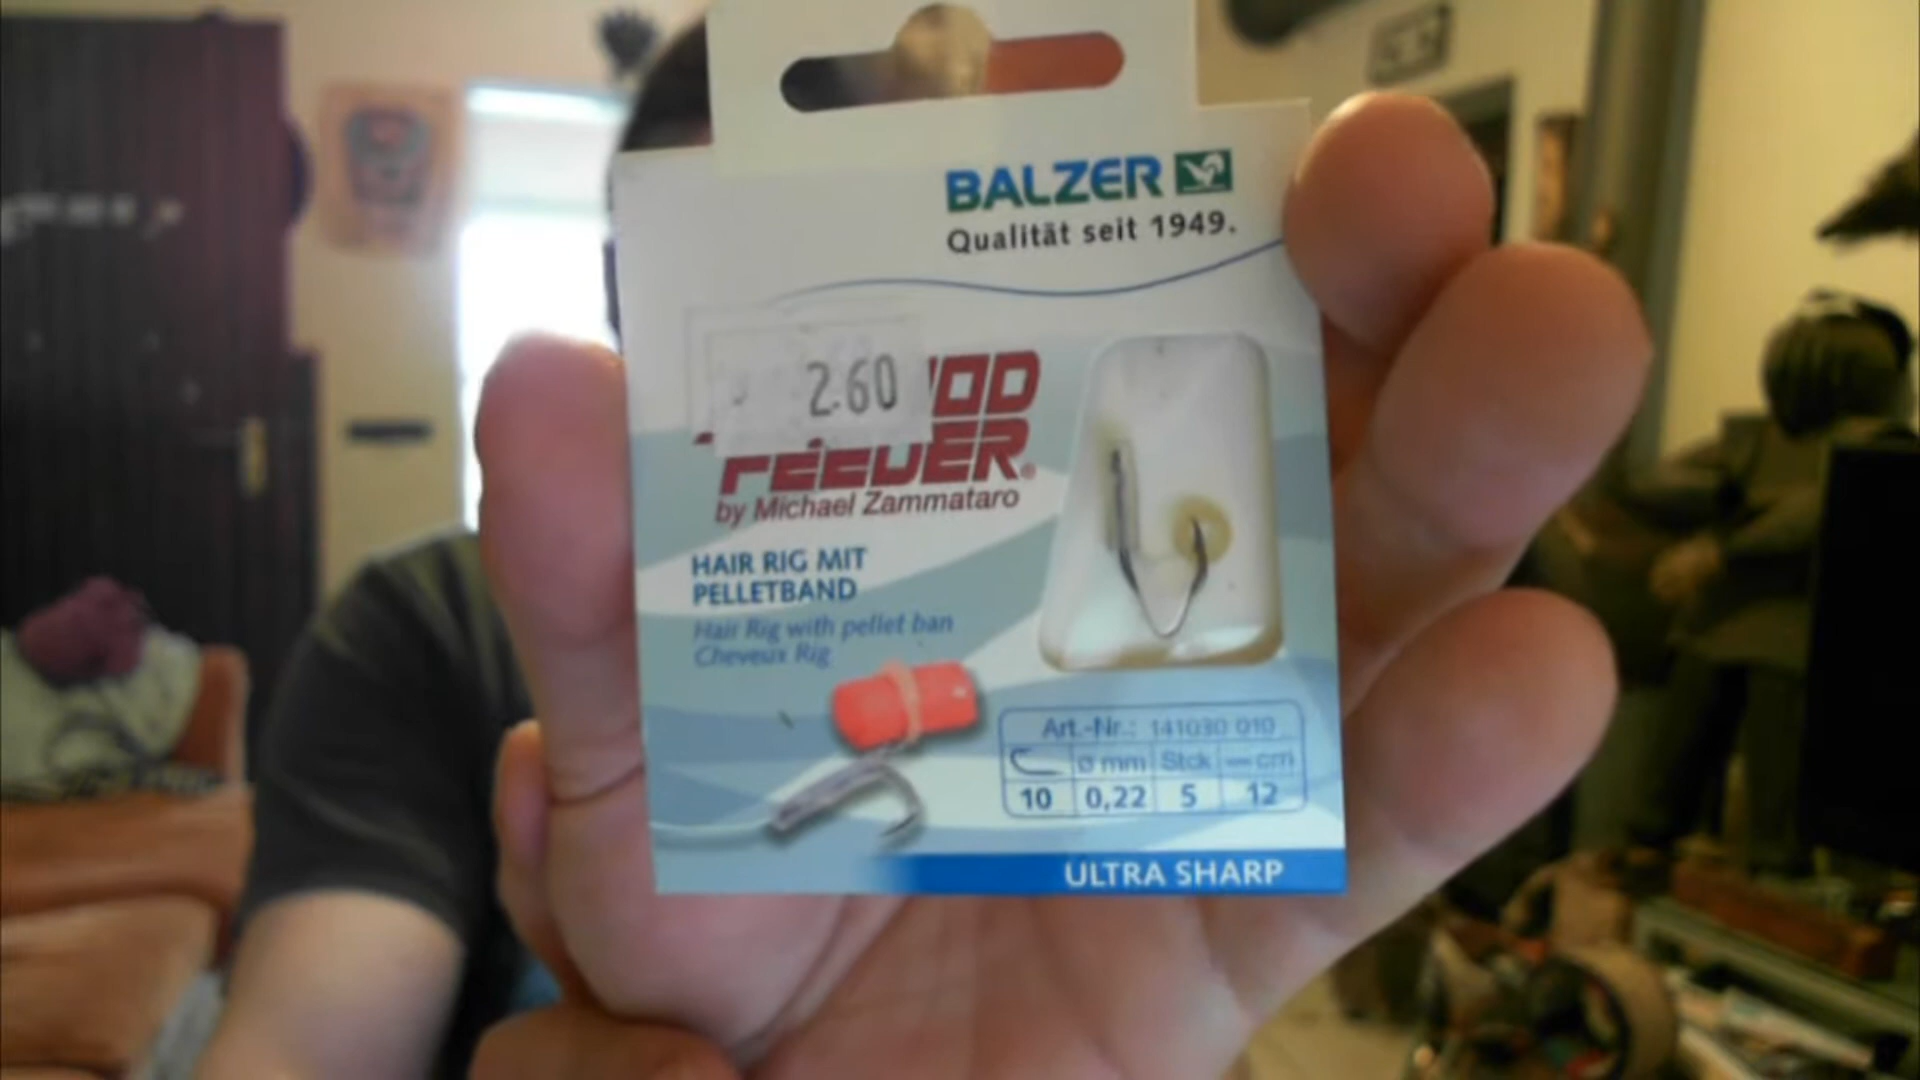 BALZER
Qualität seit 1949.
2.60
FEEDER®
by Michael Zammataro
HAIR RIG MIT
PELLETBAND
Hair Rig with pellet ban
Cheveux Rig
Art.-Nr.: 141030 010
ø mm Stck cm
10 0,22 5 12
ULTRA SHARP